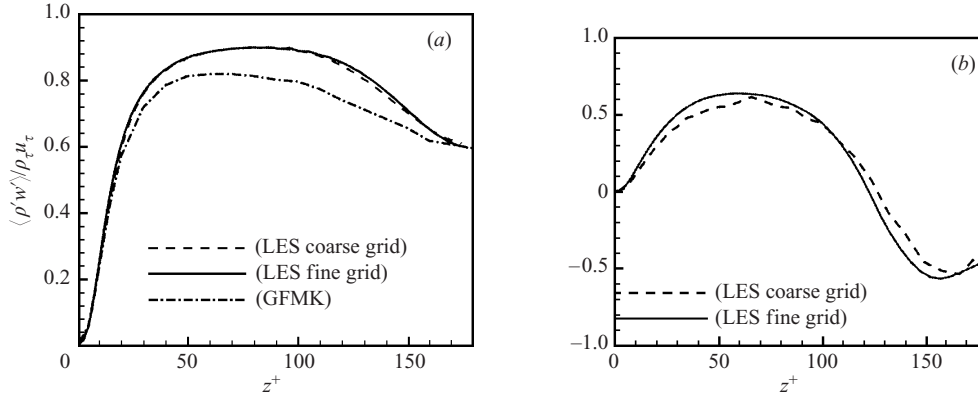 1.0
(a)
0.8
0.6
0.4
0.2
⟨ρ′w′⟩/ρ_τ u_τ
(LES coarse grid)
(LES fine grid)
(GFMK)
0
50
100
150
z⁺
1.0
(b)
0.5
0
−0.5
−1.0
(LES coarse grid)
(LES fine grid)
0
50
100
150
z⁺